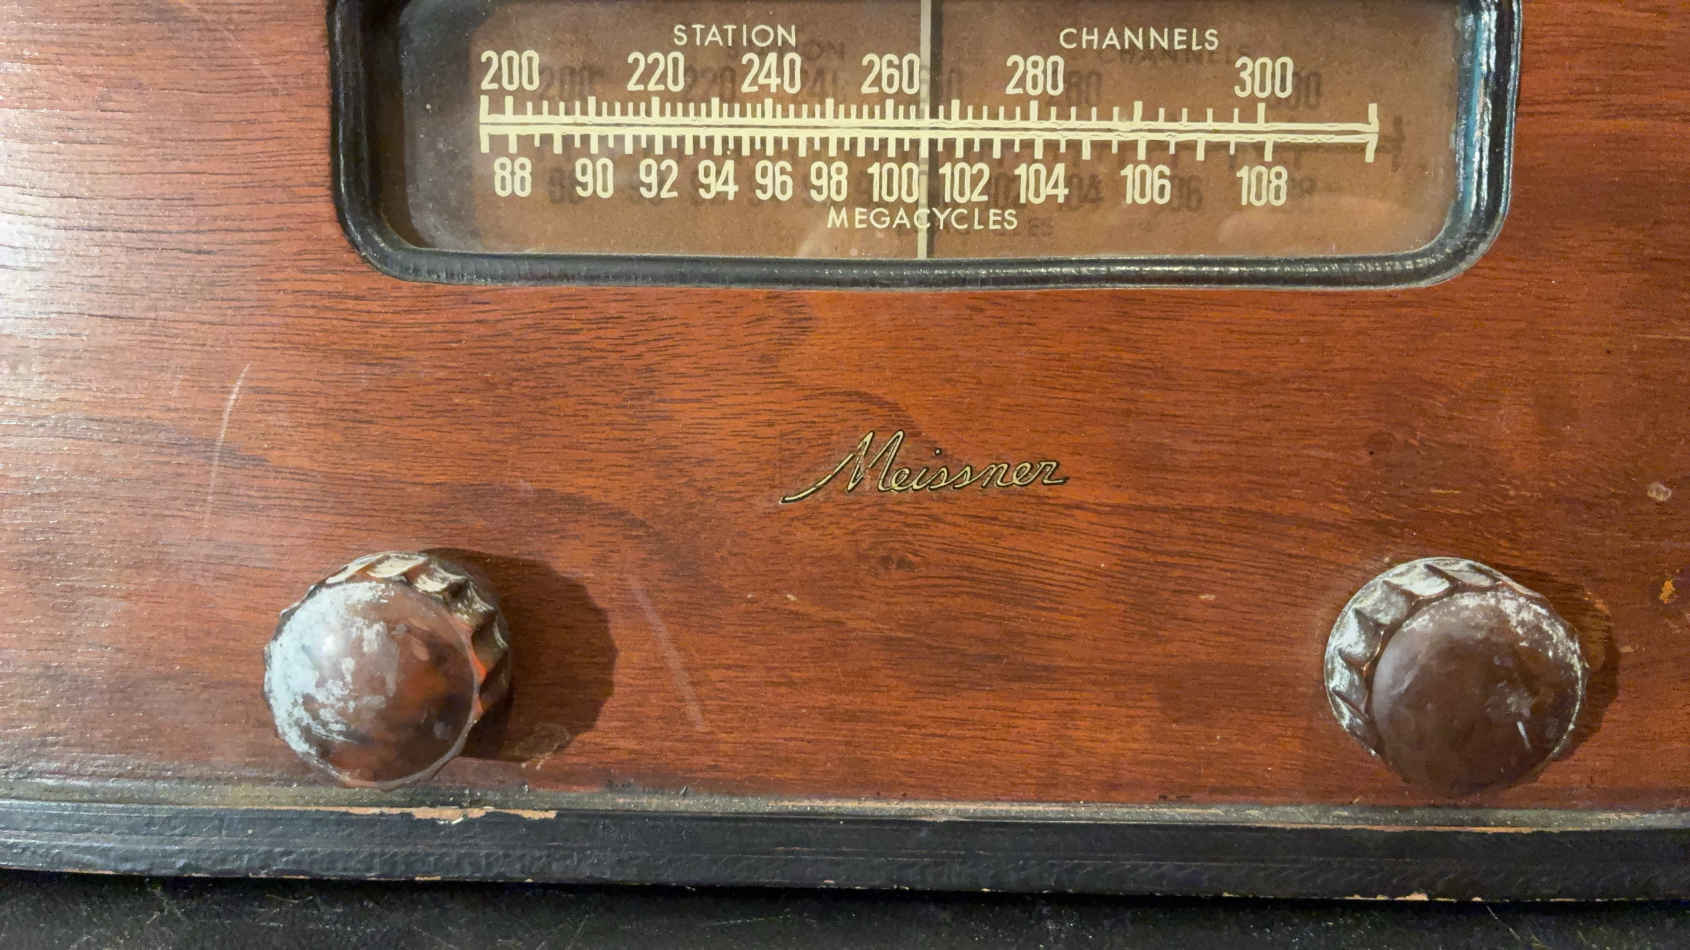 STATION CHANNELS
200 220 240 260 280 300
88 90 92 94 96 98 100 102 104 106 108
MEGACYCLES
Meissner